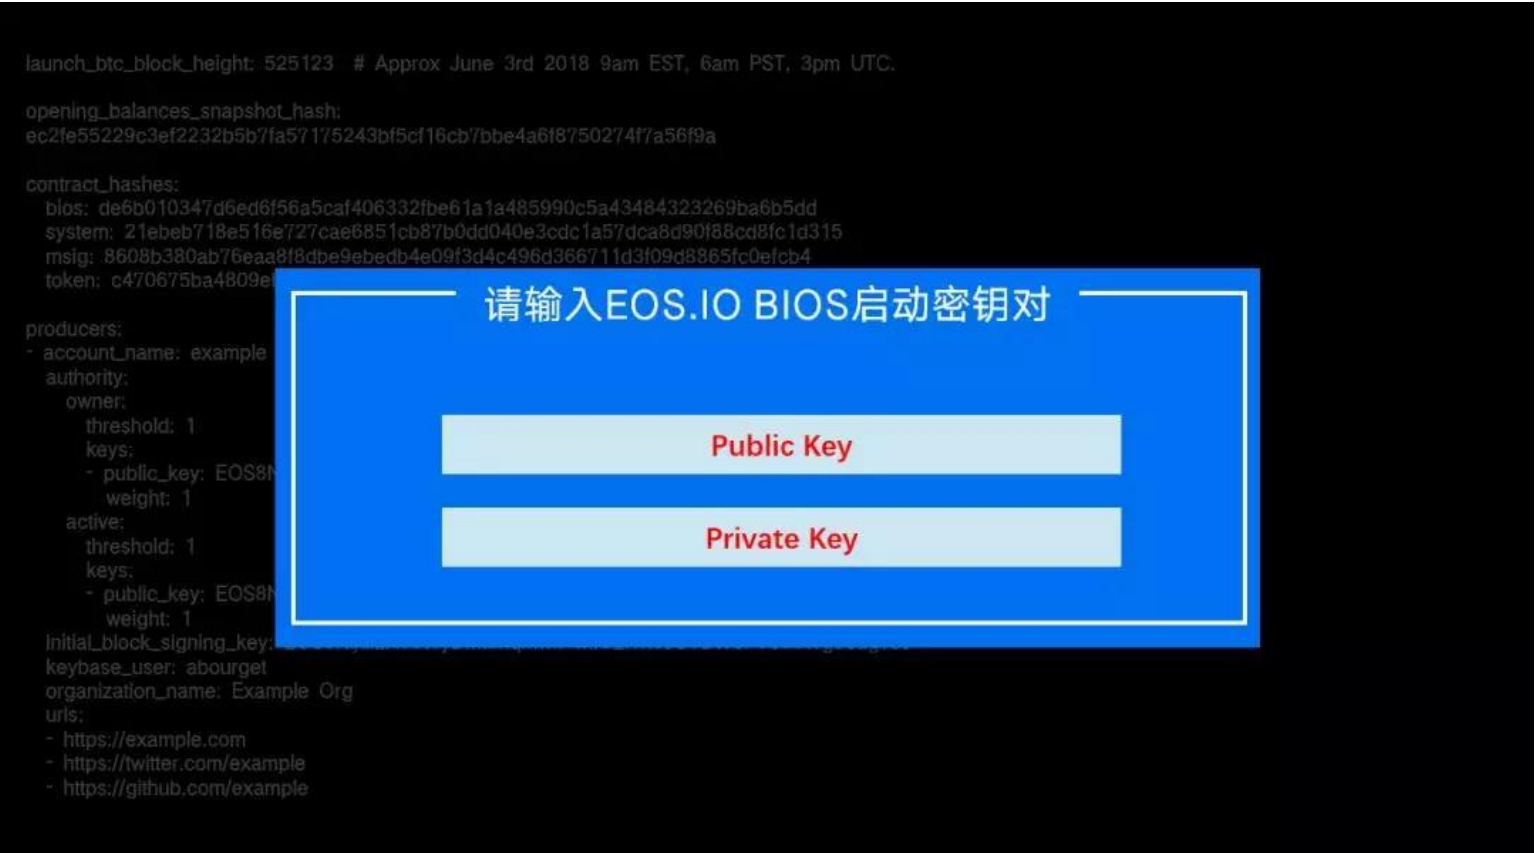 launch_btc_block_height: 525123 # Approx June 3rd 2018 9am EST, 6am PST, 3pm UTC.
opening_balances_snapshot_hash:
ec2fe55229c3ef2232b5b7fa57175243bf5cf16cb7bbe4a6f8750274f7a56f9a
contract_hashes:
bios: de6b010347d6ed6f56a5caf406332fbe61a1a485990c5a43484323269ba6b5dd
system: 21ebeb718e516e727cae6851cb87b0dd040e3cdc1a57dca8d90f88cd8fc1d315
msig: 8608b380ab76eaa8f8dbe9ebedb4e09f3d4c496d366711d3f09d8865fc0efcb4
token: c470675ba4809e
请输入EOS.IO BIOS启动密钥对
Public Key
Private Key
producers:
- account_name: example
authority:
owner:
threshold: 1
keys:
- public_key: EOS8
weight: 1
active:
threshold: 1
keys:
- public_key: EOS8
weight: 1
initial_block_signing_key:
keybase_user: abourget
organization_name: Example Org
urls:
- https://example.com
- https://twitter.com/example
- https://github.com/example